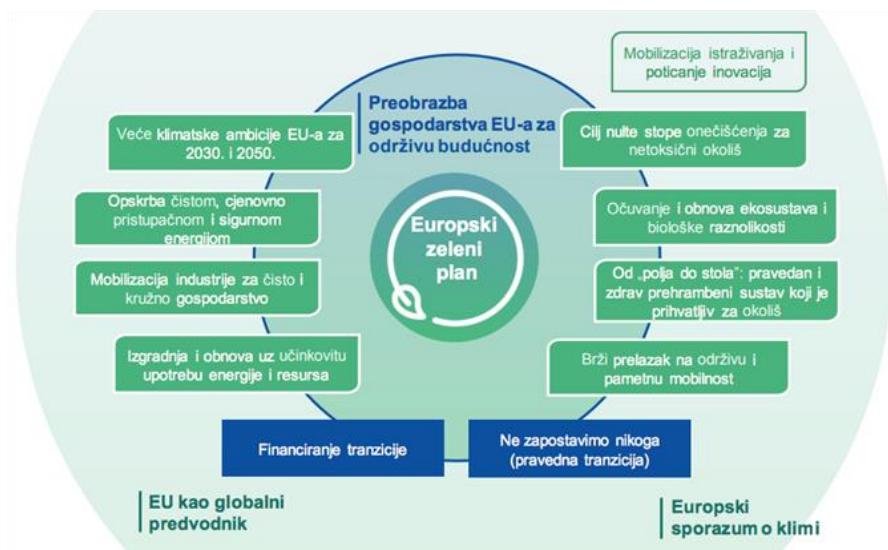 Mobilizacija istraživanja i
poticanje inovacija
Preobrazba
gospodarstva EU-a za
održivu budućnost
Veće klimatske ambicije EU-a za
2030. i 2050.
Cilj nulte stope onečišćenja za
netoksični okoliš
Opskrba čistom, cjenovno
pristupačnom i sigurnom
energijom
Europski
zeleni
plan
Očuvanje i obnova ekosustava i
biološke raznolikosti
Mobilizacija industrije za čisto i
kružno gospodarstvo
Od „polja do stola”: pravedan i
zdrav prehrambeni sustav koji je
prihvatljiv za okoliš
Izgradnja i obnova uz učinkovitu
upotrebu energije i resursa
Brži prelazak na održivu i
pametnu mobilnost
Financiranje tranzicije
Ne zapostavimo nikoga
(pravedna tranzicija)
EU kao globalni
predvodnik
Europski
sporazum o klimi